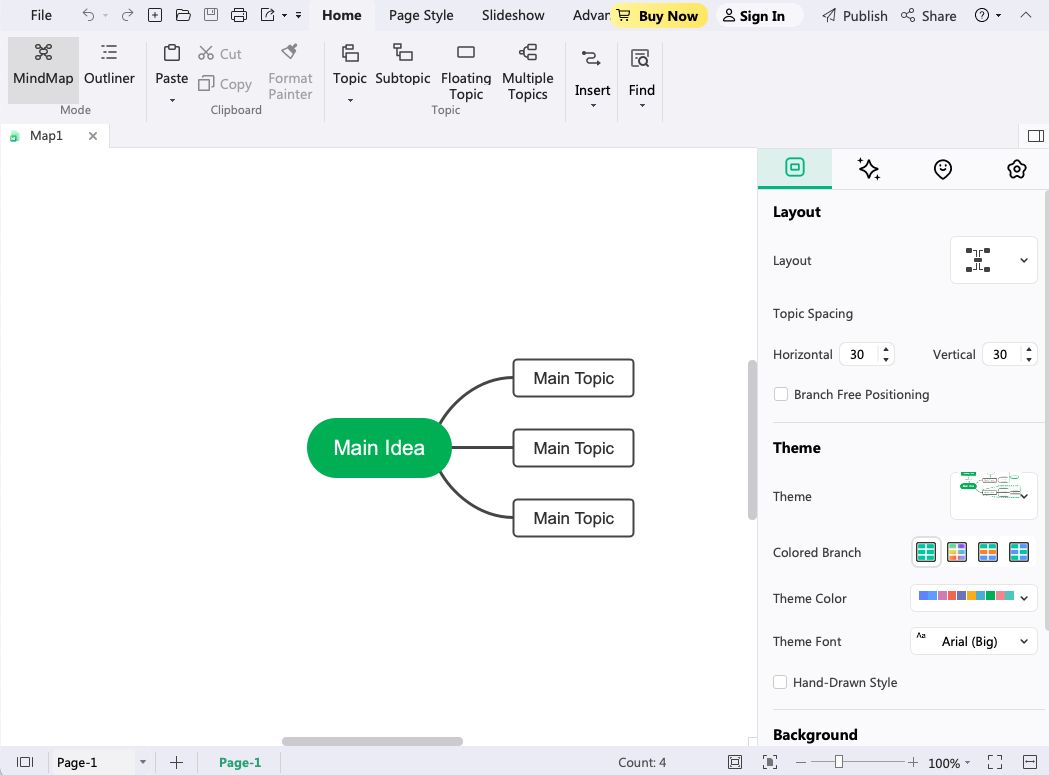 File
Home
Page Style
Slideshow
Advan
Buy Now
Sign In
Publish
Share
MindMap
Outliner
Mode
Paste
Cut
Copy
Format
Painter
Clipboard
Topic
Subtopic
Floating
Topic
Multiple
Topics
Topic
Insert
Find
Map1
Main Idea
Main Topic
Main Topic
Main Topic
Layout
Layout
Topic Spacing
Horizontal 30 Vertical 30
Branch Free Positioning
Theme
Theme
Colored Branch
Theme Color
Theme Font Aa Arial (Big)
Hand-Drawn Style
Background
Page-1
Page-1
Count: 4
100%